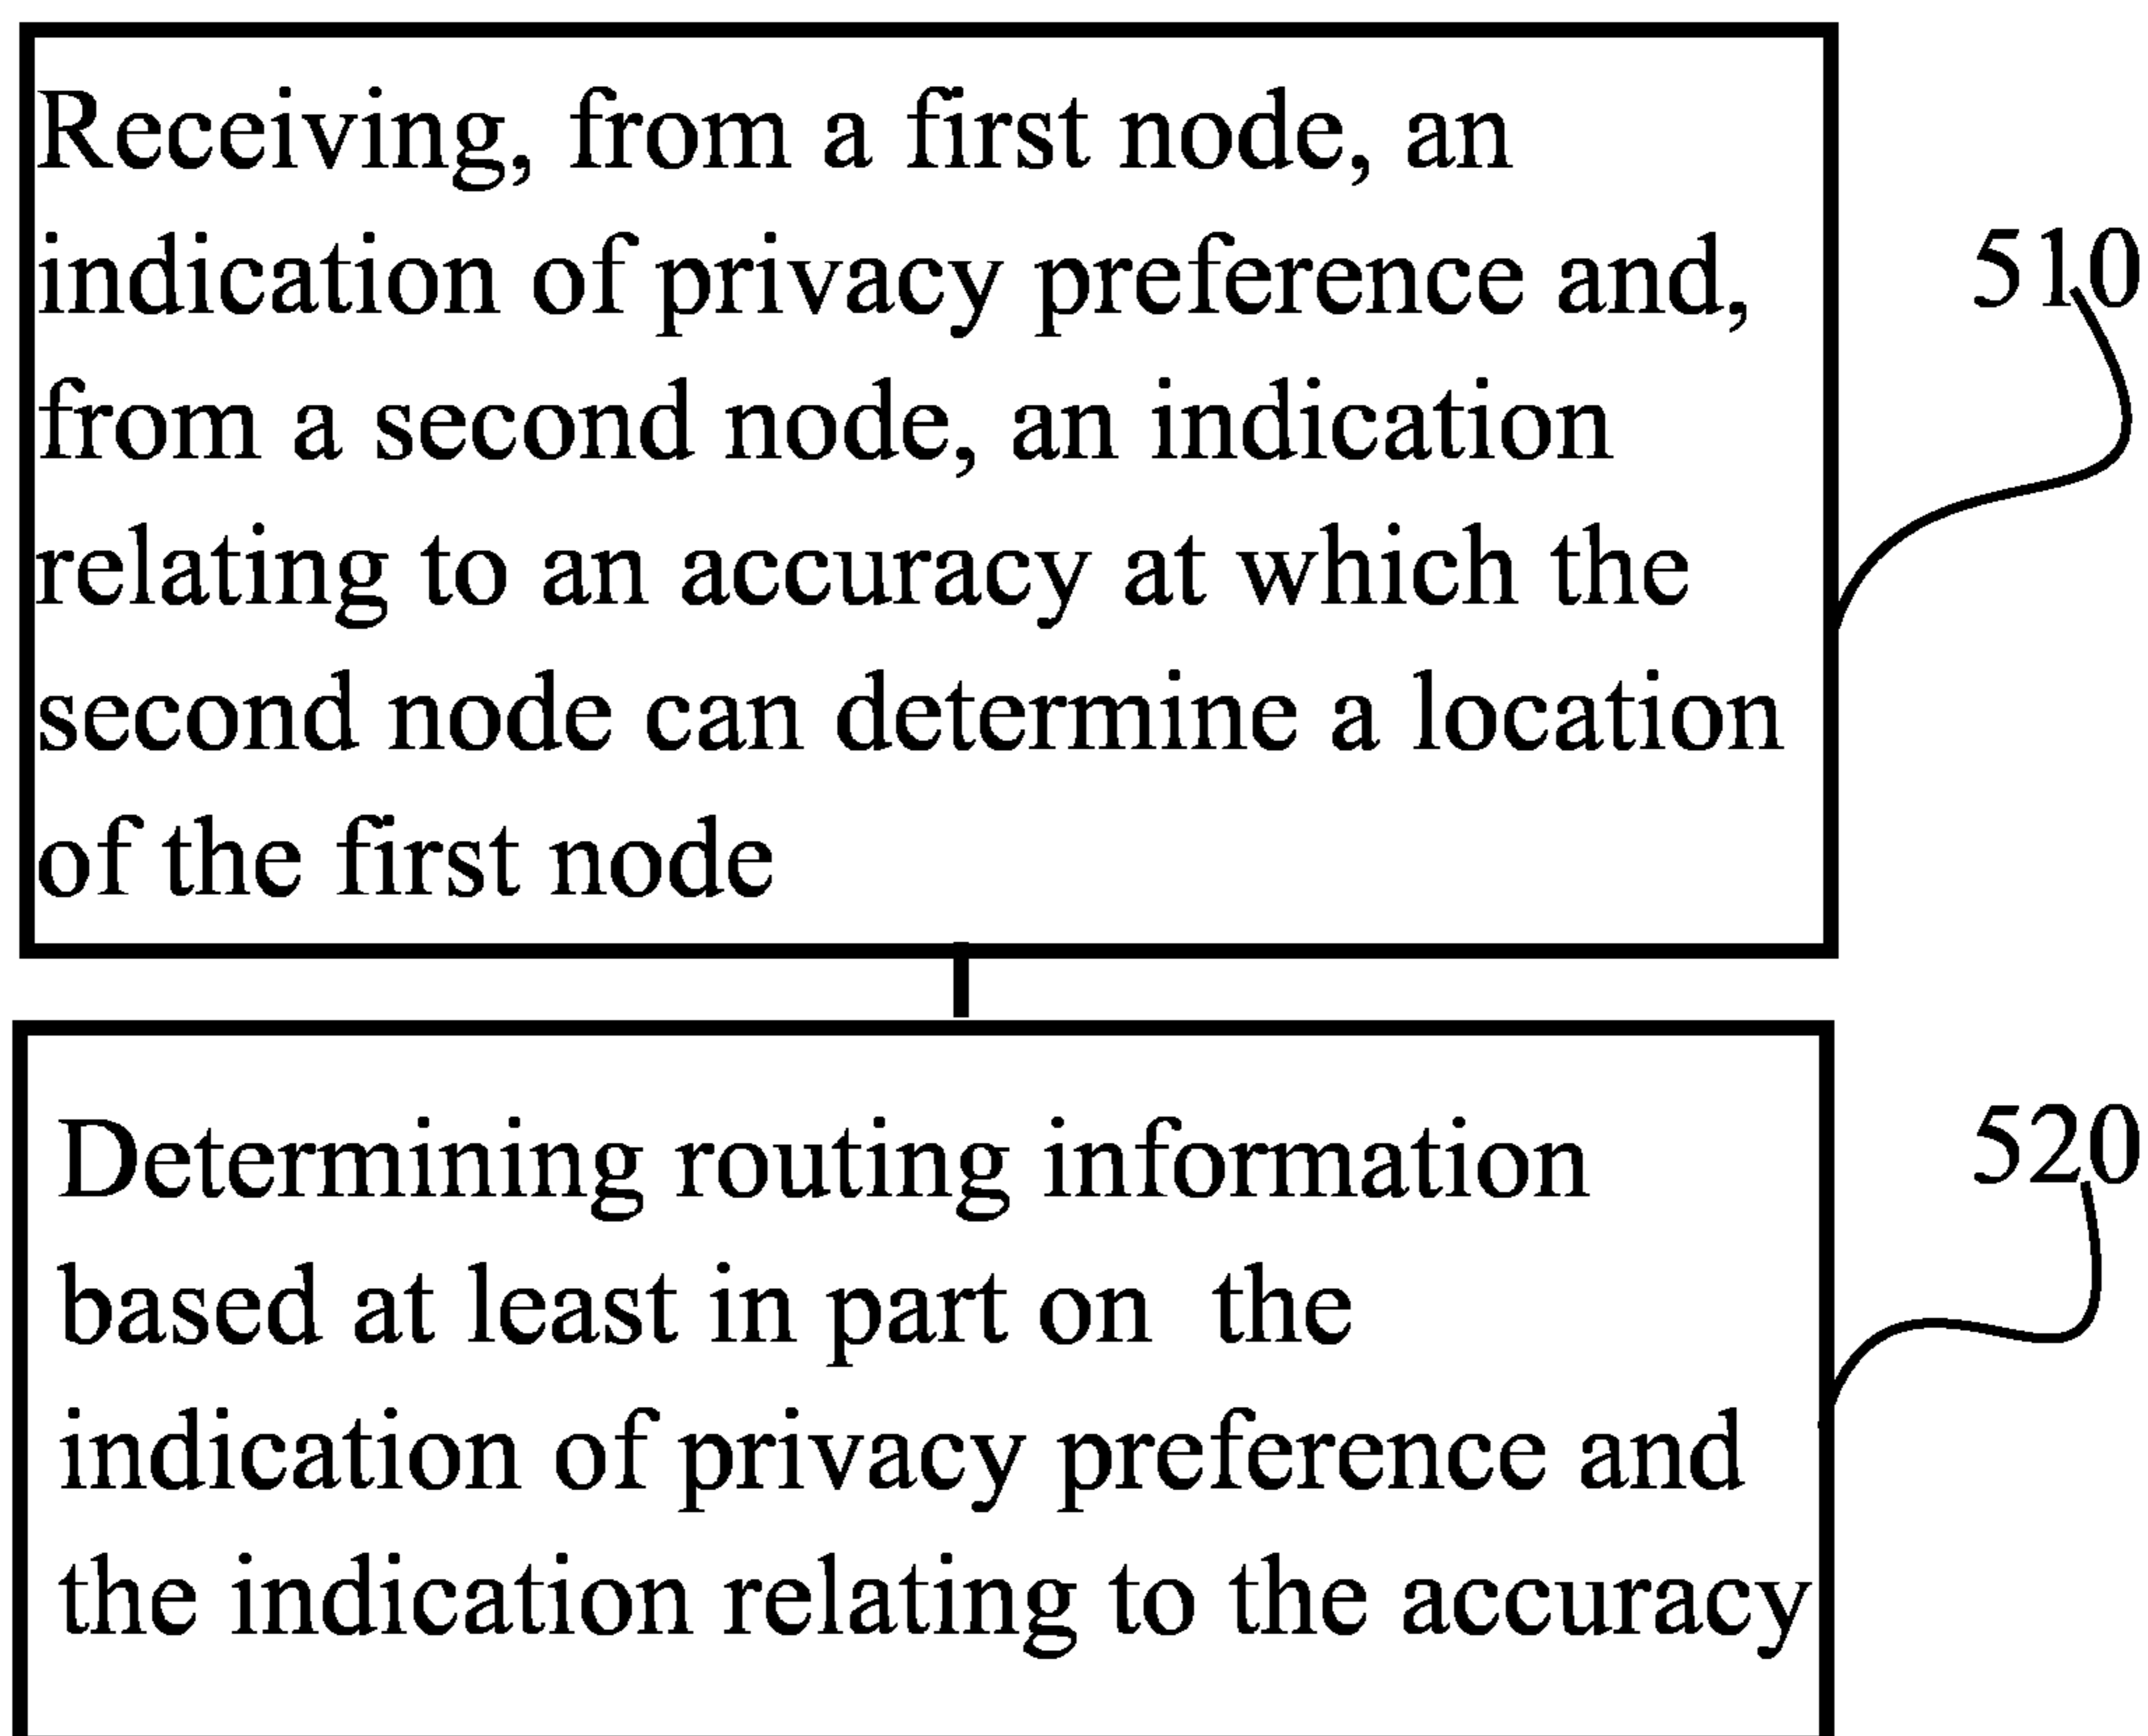 Receiving, from a first node, an
indication of privacy preference and,
from a second node, an indication
relating to an accuracy at which the
second node can determine a location
of the first node
510
Determining routing information
based at least in part on the
indication of privacy preference and
the indication relating to the accuracy
520